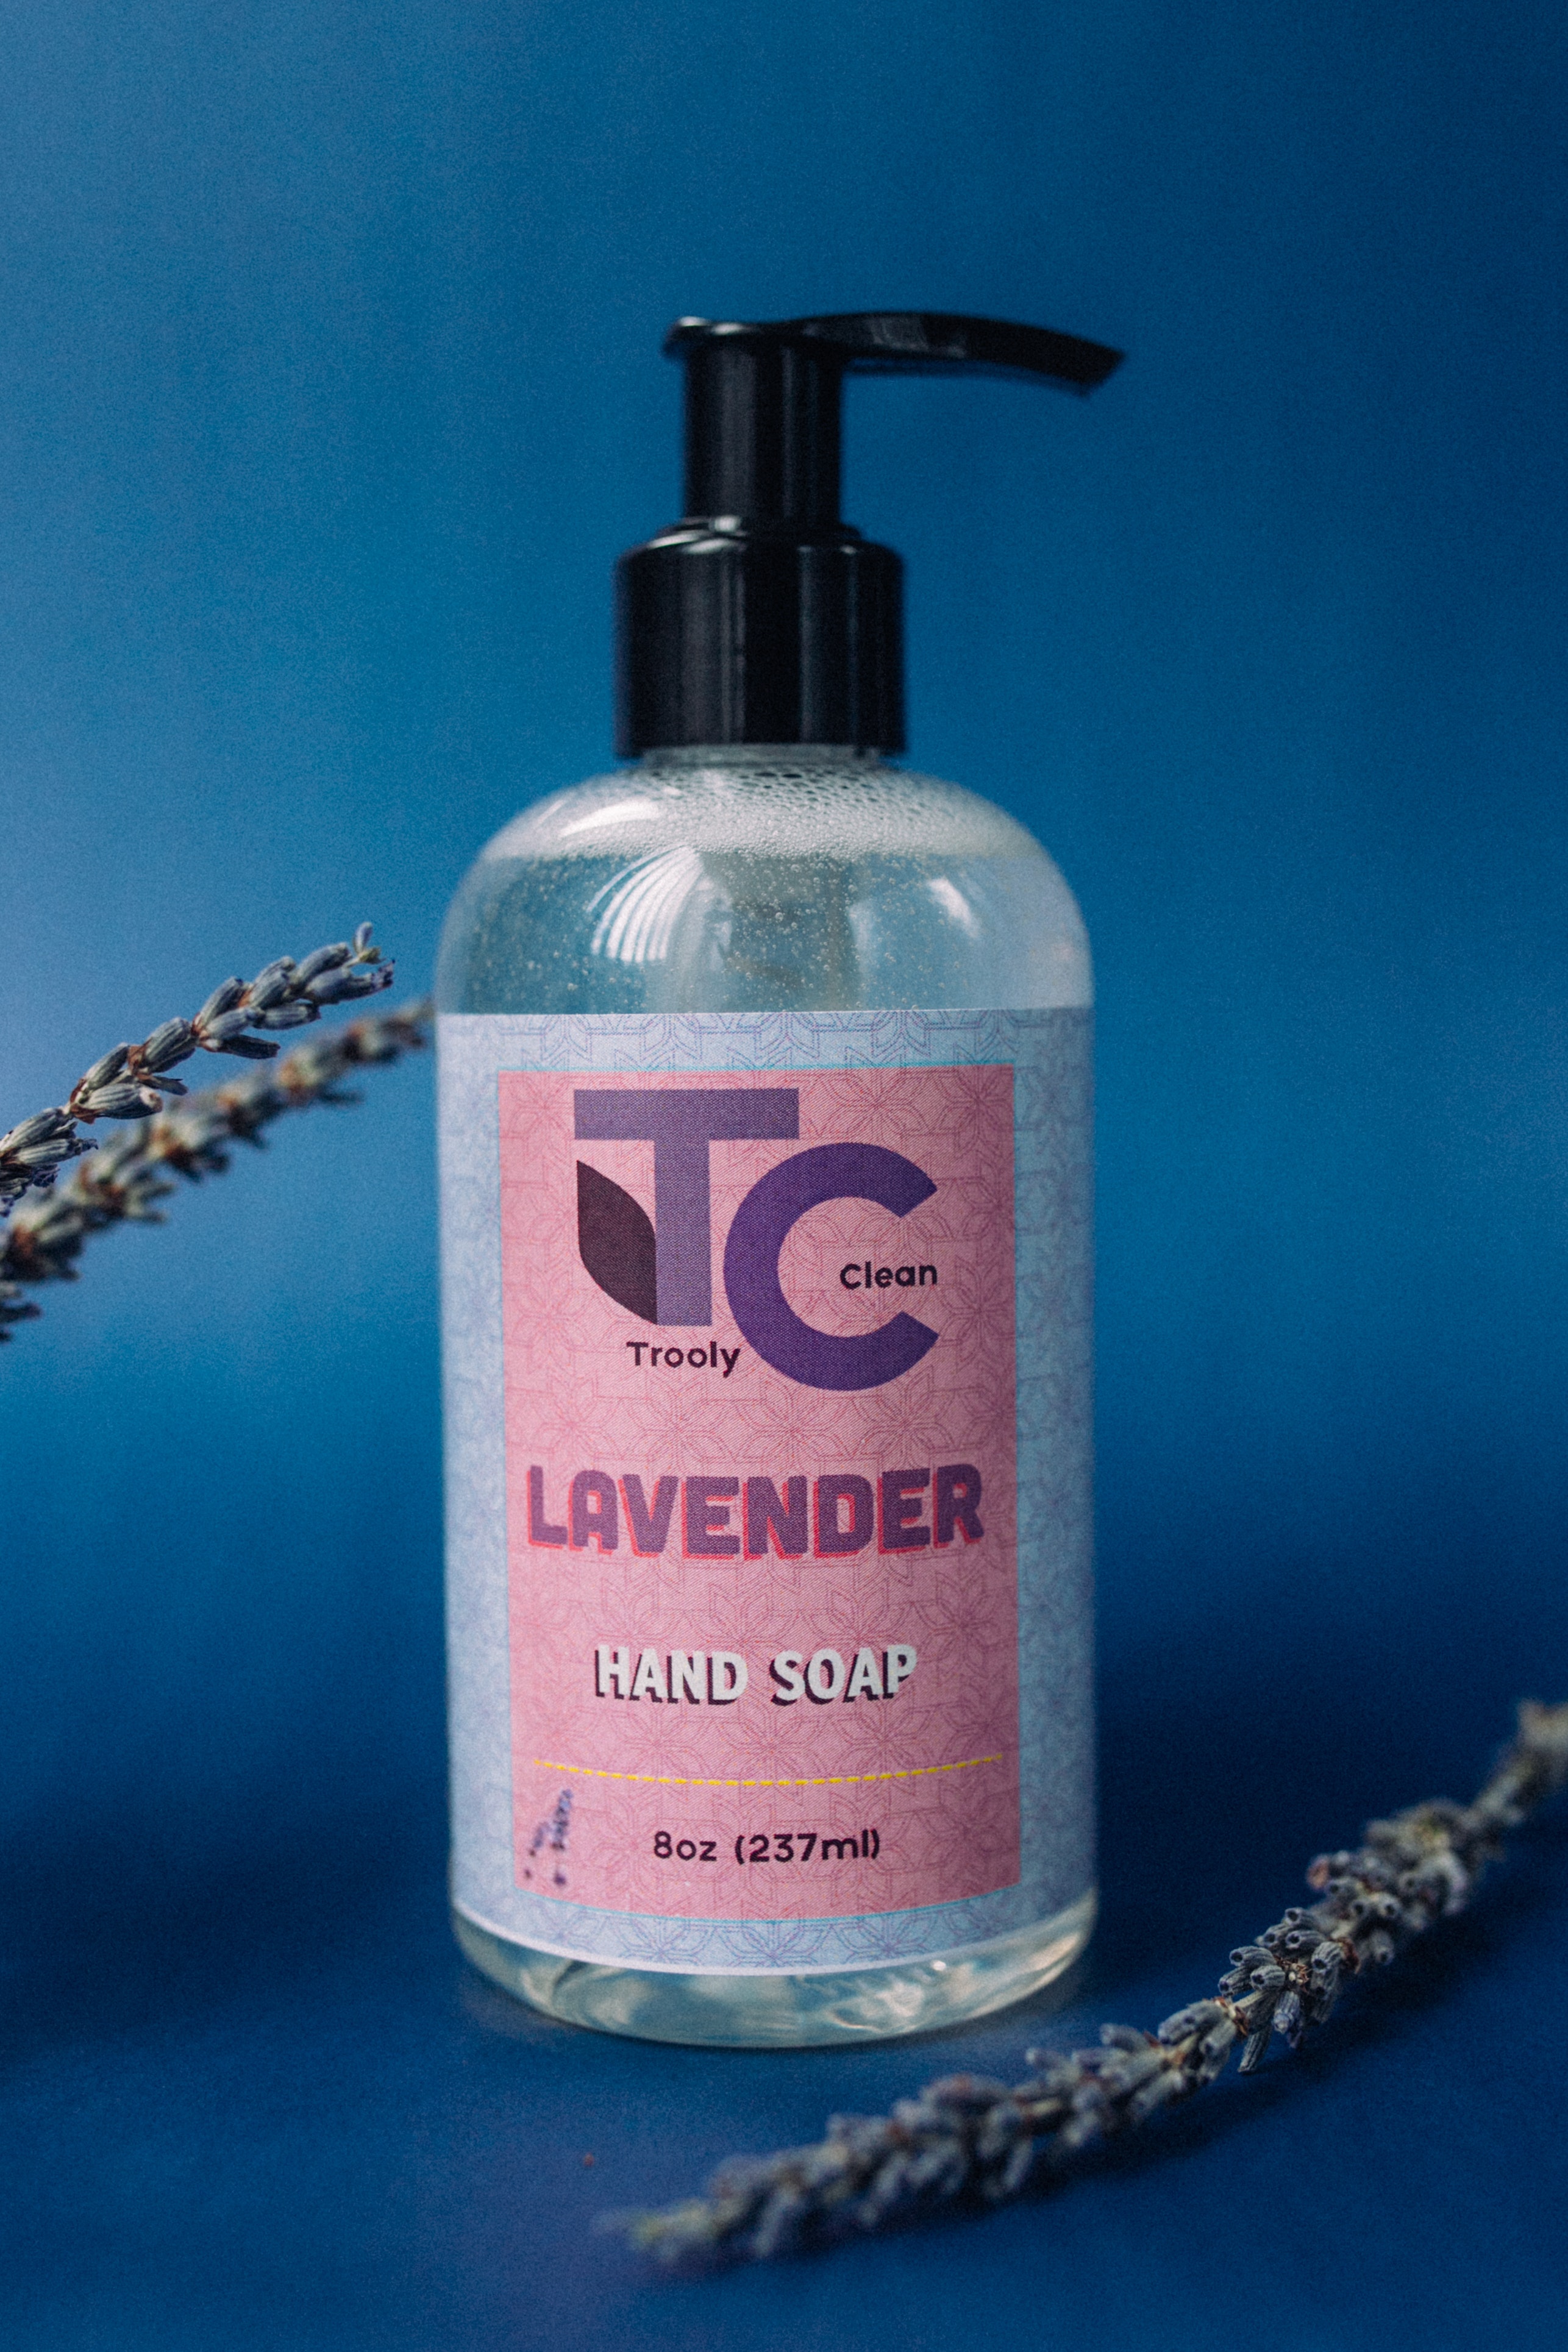 TC
Clean
Trooly
LAVENDER
HAND SOAP
8oz (237ml)